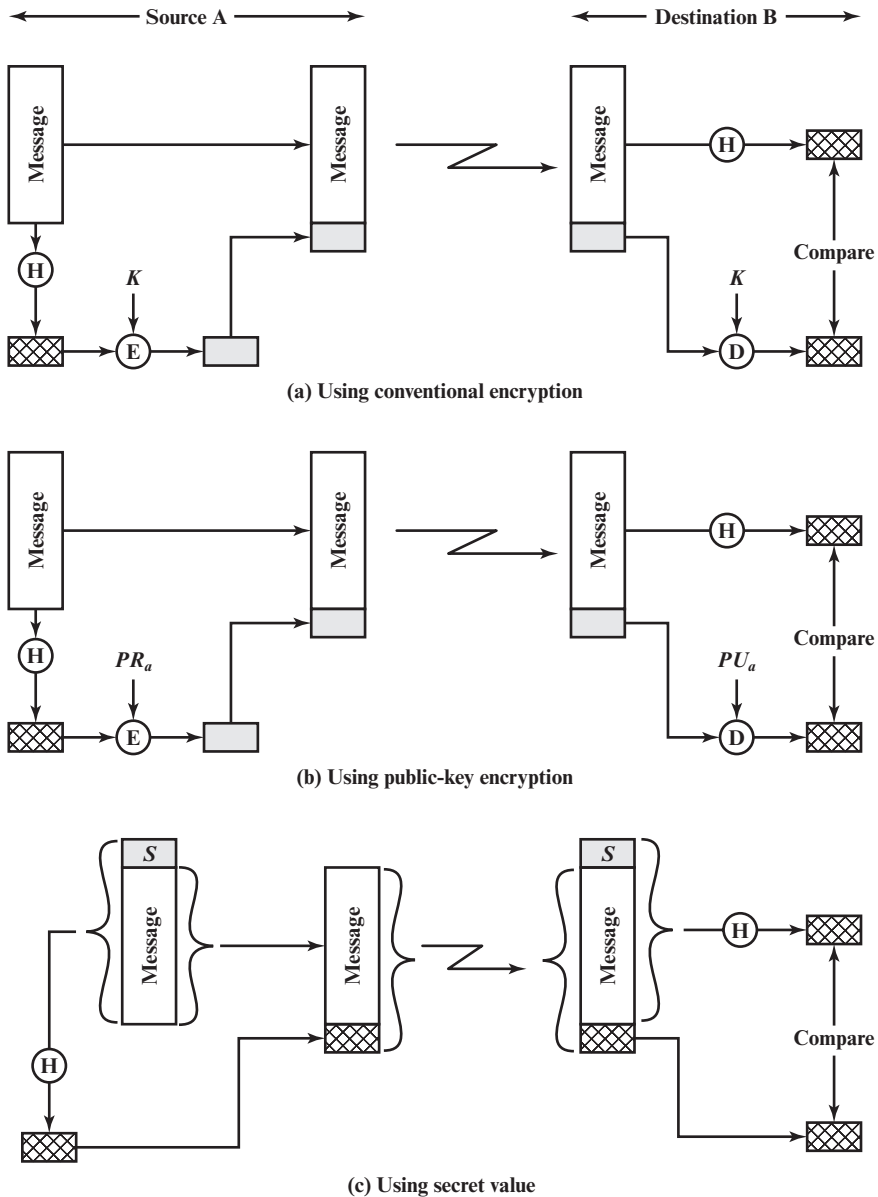 Source A
Destination B
Message
Message
Message
H
H
K
K
Compare
E
D
(a) Using conventional encryption
Message
Message
Message
H
H
PRa
PUa
Compare
E
D
(b) Using public-key encryption
S
S
Message
Message
Message
H
H
Compare
(c) Using secret value